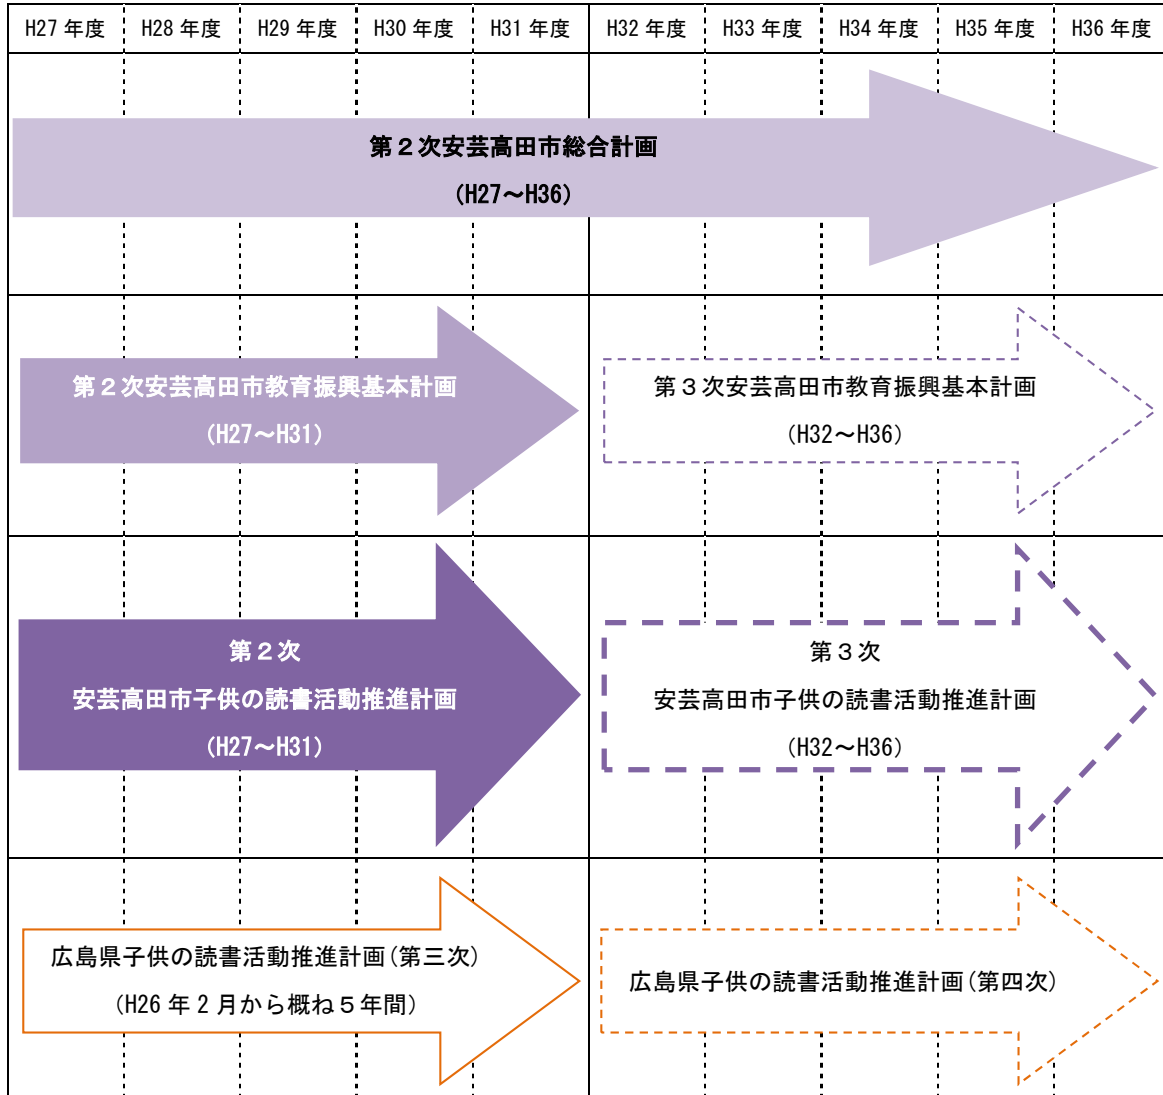 H27 年度 H28 年度 H29 年度 H30 年度 H31 年度 H32 年度 H33 年度 H34 年度 H35 年度 H36 年度
第２次安芸高田市総合計画
(H27～H36)
第２次安芸高田市教育振興基本計画
(H27～H31)
第３次安芸高田市教育振興基本計画
(H32～H36)
第２次
安芸高田市子供の読書活動推進計画
(H27～H31)
第３次
安芸高田市子供の読書活動推進計画
(H32～H36)
広島県子供の読書活動推進計画(第三次)
(H26 年 2 月から概ね５年間)
広島県子供の読書活動推進計画(第四次)